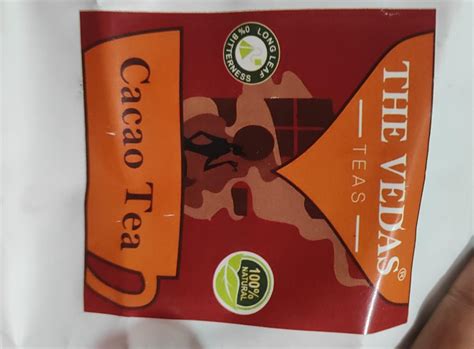 THE VEDAS®
TEAS
LONG LEAF
0% BITTERNESS
100%
NATURAL
Cacao Tea